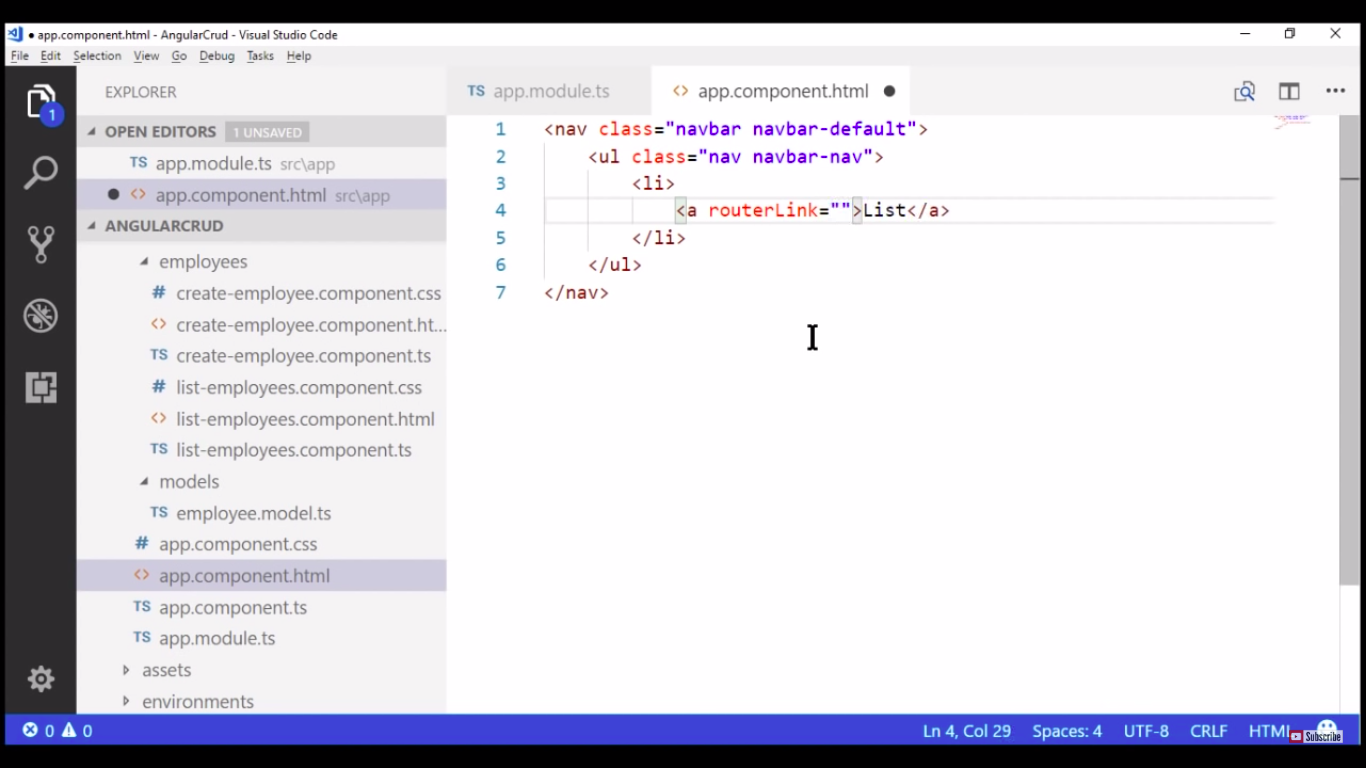 app.component.html - AngularCrud - Visual Studio Code
File Edit Selection View Go Debug Tasks Help
EXPLORER
1
OPEN EDITORS 1 UNSAVED
TS app.module.ts src\app
<> app.component.html src\app
ANGULARCRUD
employees
# create-employee.component.css
<> create-employee.component.ht...
TS create-employee.component.ts
# list-employees.component.css
<> list-employees.component.html
TS list-employees.component.ts
models
TS employee.model.ts
# app.component.css
<> app.component.html
TS app.component.ts
TS app.module.ts
assets
environments
TS app.module.ts <> app.component.html
1 <nav class="navbar navbar-default">
2 <ul class="nav navbar-nav">
3 <li>
4 <a routerLink="">List</a>
5 </li>
6 </ul>
7 </nav>
0 0 Ln 4, Col 29 Spaces: 4 UTF-8 CRLF HTML
Subscribe